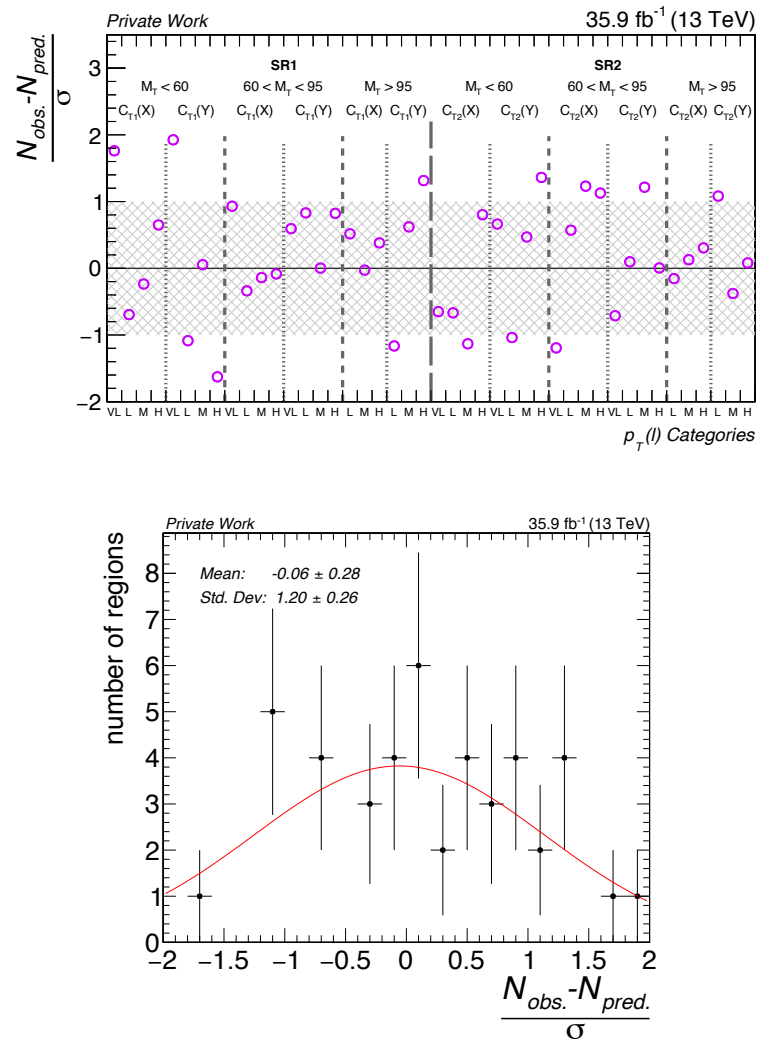 Private Work 35.9 fb⁻¹ (13 TeV)
SR1 SR2
M_T < 60 60 < M_T < 95 M_T > 95 M_T < 60 60 < M_T < 95 M_T > 95
C_T1(X) C_T1(Y) C_T1(X) C_T1(Y) C_T1(X) C_T1(Y) C_T2(X) C_T2(Y) C_T2(X) C_T2(Y) C_T2(X) C_T2(Y)
N_obs.-N_pred.
σ
3
2
1
0
−1
−2
VL L M H VL L M H VL L M H VL L M H L M H L M H VL L M H VL L M H VL L M H VL L M H L M H L M H
p_T(l) Categories
Private Work 35.9 fb⁻¹ (13 TeV)
Mean: -0.06 ± 0.28
Std. Dev: 1.20 ± 0.26
number of regions
8
7
6
5
4
3
2
1
0
−2 −1.5 −1 −0.5 0 0.5 1 1.5 2
N_obs.-N_pred.
σ